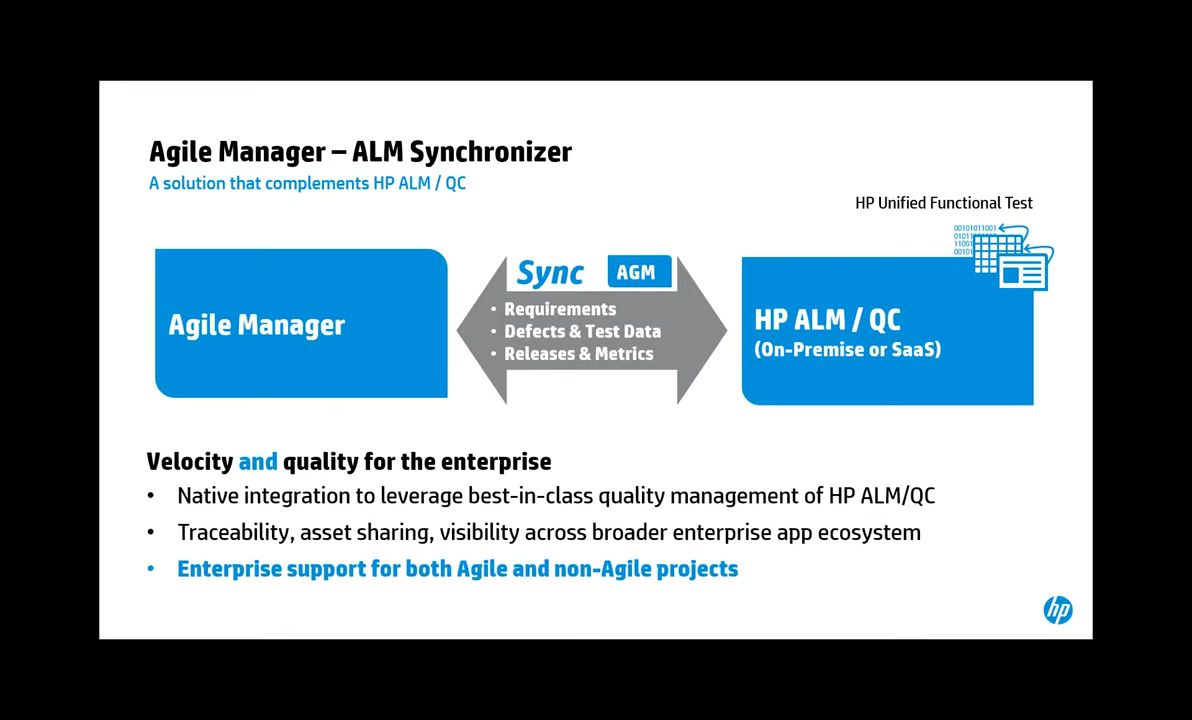 Agile Manager – ALM Synchronizer
A solution that complements HP ALM / QC
HP Unified Functional Test
00101011001
Agile Manager
Sync AGM
• Requirements
• Defects & Test Data
• Releases & Metrics
HP ALM / QC
(On-Premise or SaaS)
Velocity and quality for the enterprise
• Native integration to leverage best-in-class quality management of HP ALM/QC
• Traceability, asset sharing, visibility across broader enterprise app ecosystem
• Enterprise support for both Agile and non-Agile projects
hp